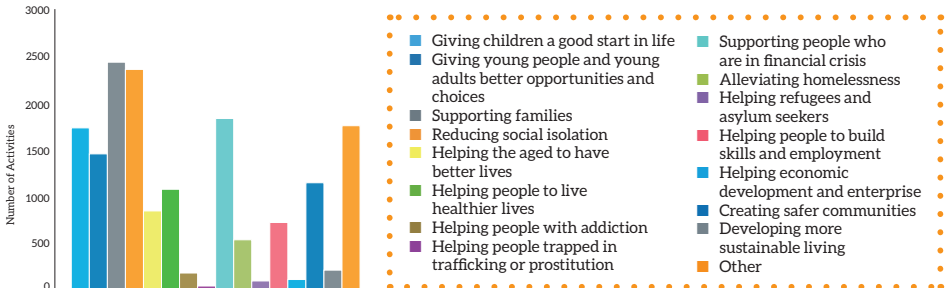 3000
2500
2000
1500
1000
500
0
Number of Activities
Giving children a good start in life
Giving young people and young
adults better opportunities and
choices
Supporting families
Reducing social isolation
Helping the aged to have
better lives
Helping people to live
healthier lives
Helping people with addiction
Helping people trapped in
trafficking or prostitution
Supporting people who
are in financial crisis
Alleviating homelessness
Helping refugees and
asylum seekers
Helping people to build
skills and employment
Helping economic
development and enterprise
Creating safer communities
Developing more
sustainable living
Other